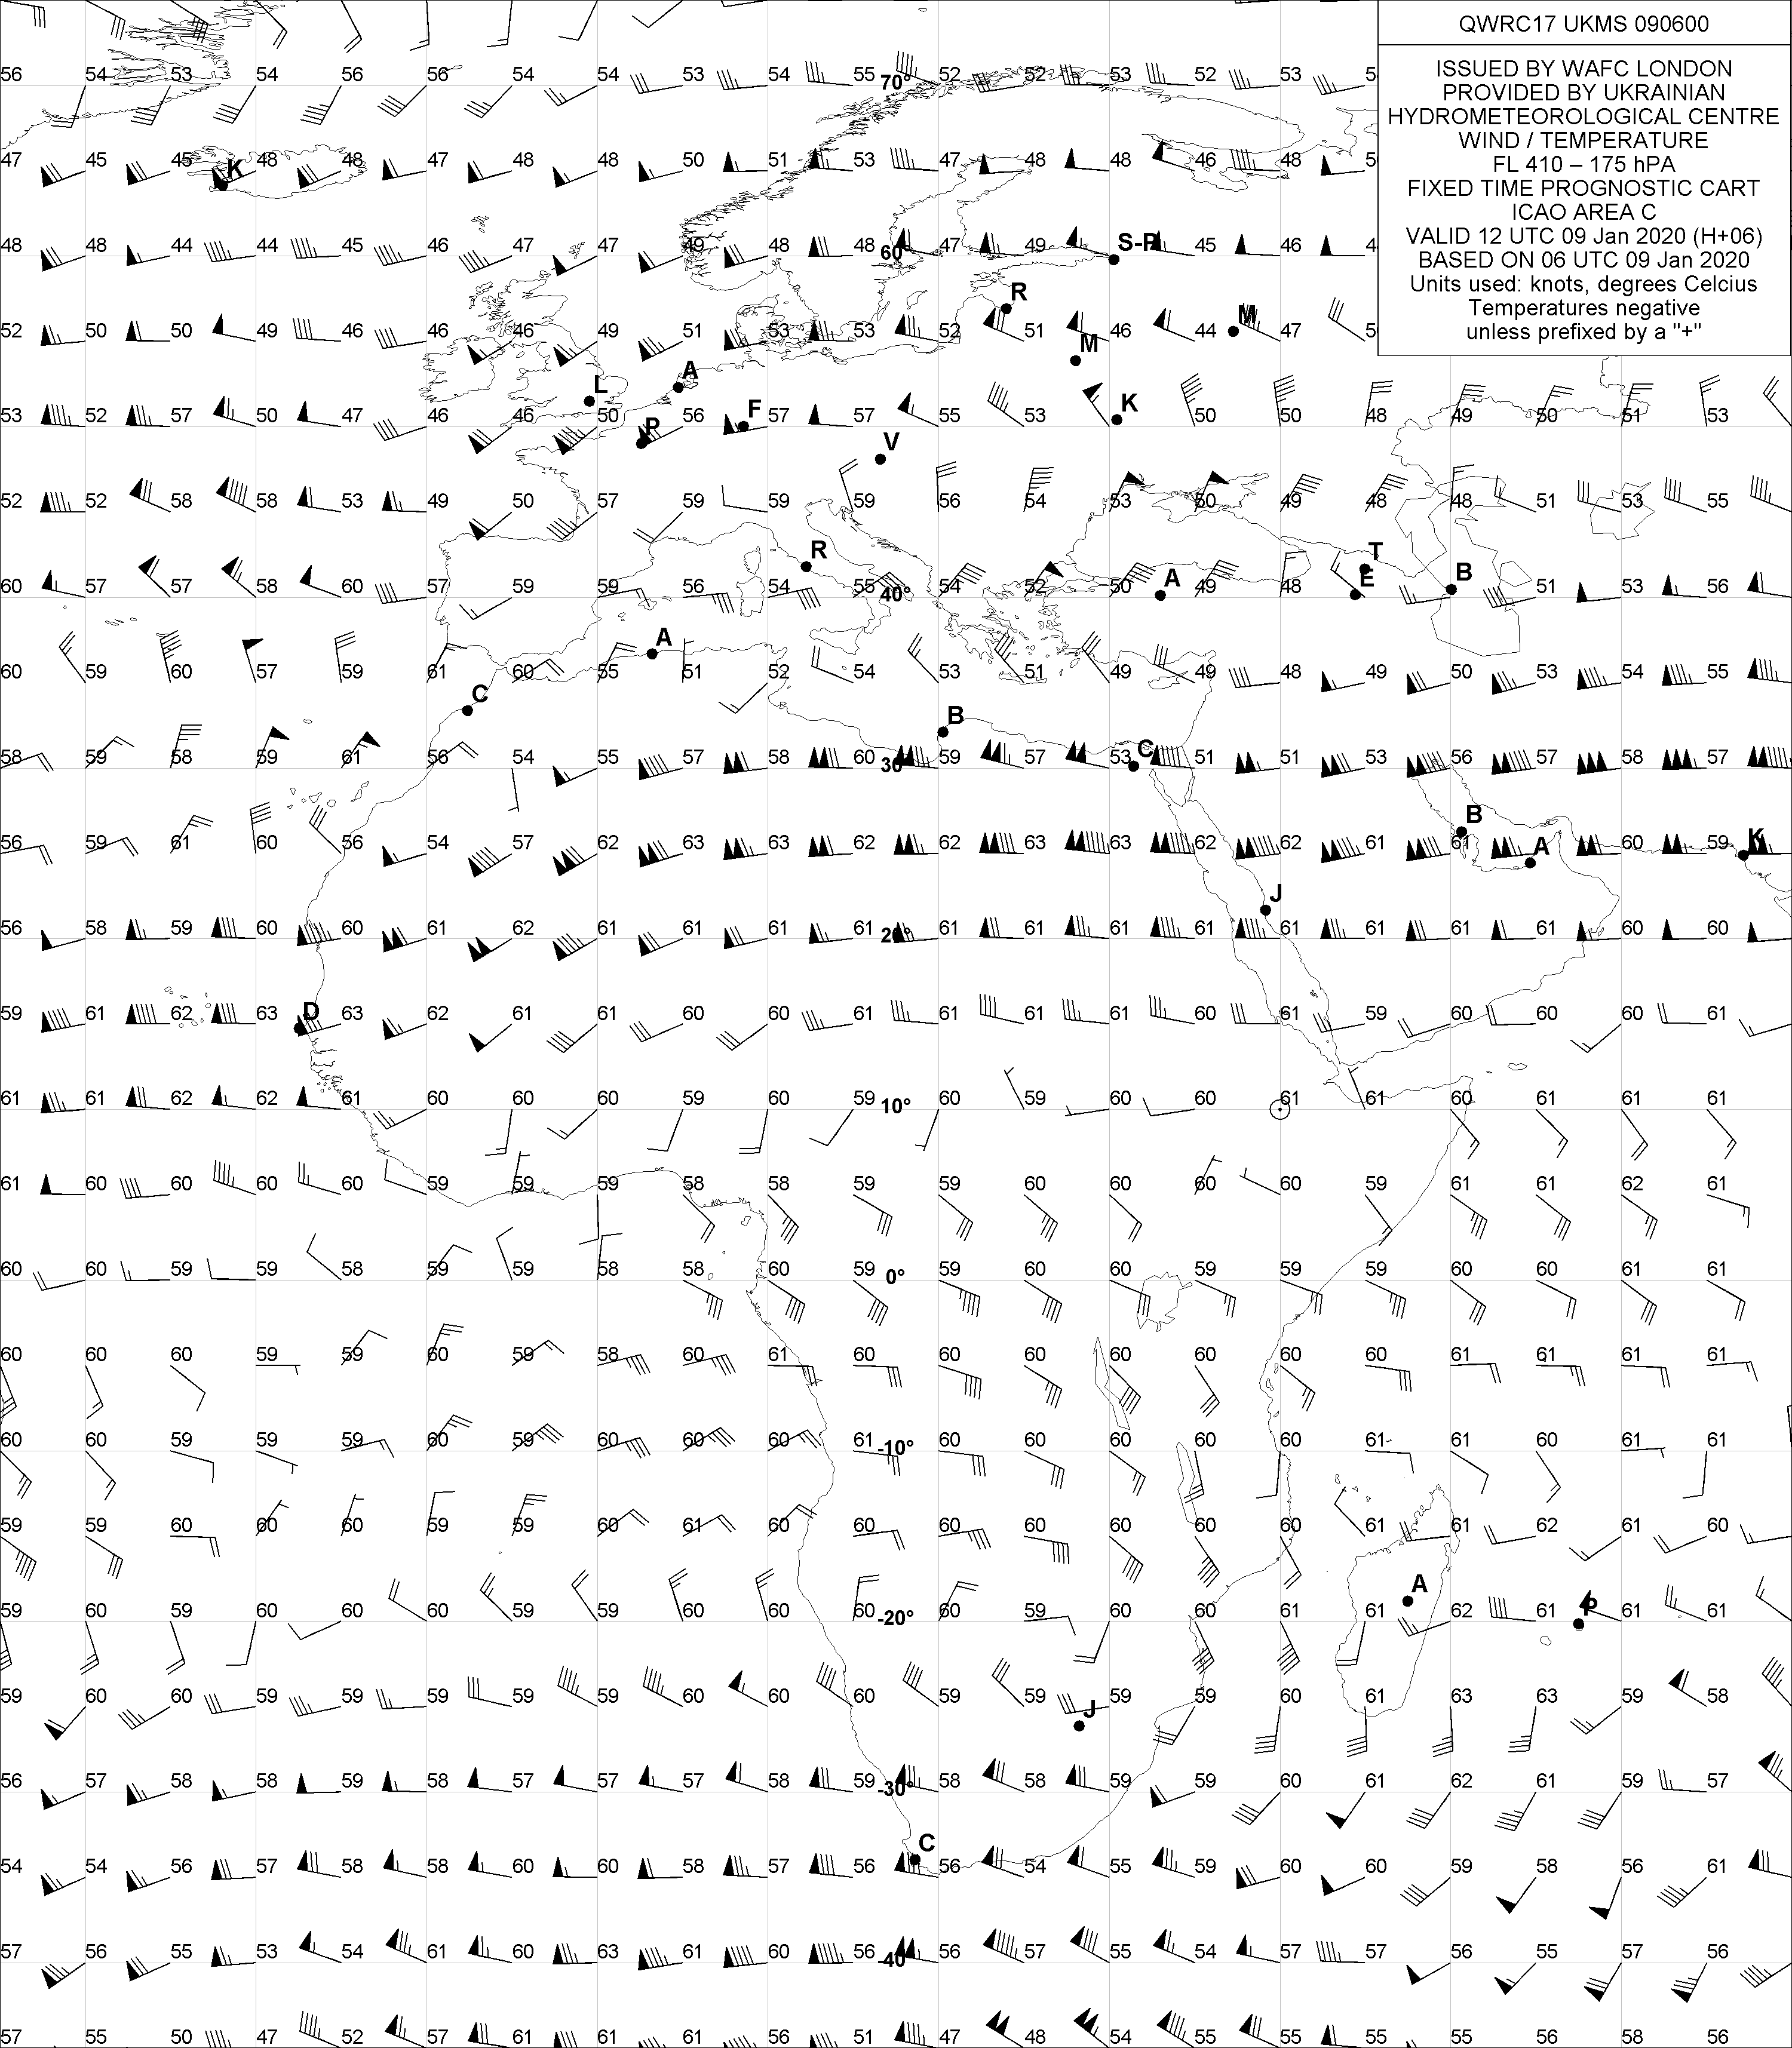 QWRC17 UKMS 090600
ISSUED BY WAFC LONDON
PROVIDED BY UKRAINIAN
HYDROMETEOROLOGICAL CENTRE
WIND / TEMPERATURE
FL 410 – 175 hPA
FIXED TIME PROGNOSTIC CART
ICAO AREA C
VALID 12 UTC 09 Jan 2020 (H+06)
BASED ON 06 UTC 09 Jan 2020
Units used: knots, degrees Celcius
Temperatures negative
unless prefixed by a "+"
56 54 53 54 56 56 54 54 53 54 55 70° 52 52 53 52 53 5
47 45 45 K 48 48 47 48 48 50 51 53 47 48 48 46 48 5
48 48 44 44 45 46 47 47 49 48 48 60° 47 49 S-P 45 46 4
R
52 50 50 49 46 46 46 49 51 53 53 52 51 46 44 M 47 5
M
A
L
53 52 57 50 47 46 46 50 P 56 F 57 57 55 53 K 50 50 48 49 50 51 53
V
52 52 58 58 53 49 50 57 59 59 59 56 54 53 50 49 48 48 51 53 55
R T
60 57 57 58 60 57 59 59 56 54 55 40° 54 52 50 A 49 48 E B 51 53 56
A
60 59 60 57 59 61 60 55 51 52 54 53 51 49 49 48 49 50 53 54 55
C
B
58 59 58 59 61 56 54 55 57 58 60 30° 59 57 53 C 51 51 53 56 57 58 57
B
56 59 61 60 56 54 57 62 63 63 62 62 63 63 62 62 61 61 A 60 59 K
J
56 58 59 60 60 61 62 61 61 61 61 20° 61 61 61 61 61 61 61 61 60 60
D
59 61 62 63 63 62 61 61 60 60 61 61 61 61 60 61 59 60 60 60 61
61 61 62 62 61 60 60 60 59 60 59 10° 60 59 60 60 61 61 60 61 61 61
61 60 60 60 60 59 59 59 58 58 59 59 60 60 60 60 59 61 61 62 61
60 60 59 59 58 59 59 58 58 60 59 0° 59 60 60 59 59 59 60 60 61 61
60 60 60 59 59 60 59 58 60 61 60 60 60 60 60 60 60 61 61 61 61
60 60 59 59 59 60 59 60 60 60 61 -10° 60 60 60 60 60 61 61 60 61 61
59 59 60 60 60 59 59 60 61 60 60 60 60 60 60 60 61 61 62 61 60
A
59 60 59 60 60 60 59 59 60 60 60 -20° 60 59 60 60 61 61 62 61 P 61 61
59 60 60 59 59 59 59 59 60 60 60 59 59 59 59 60 61 63 63 59 58
J
56 57 58 58 59 58 57 57 57 58 59 -30° 58 58 59 59 60 61 62 61 59 57
C
54 54 56 57 58 58 60 60 58 57 56 56 54 55 59 60 60 59 58 56 61
57 56 55 53 54 61 60 63 61 60 56 -40° 56 57 55 54 57 57 56 55 57 56
57 55 50 47 52 57 61 61 61 56 51 47 48 54 55 55 55 55 56 58 56